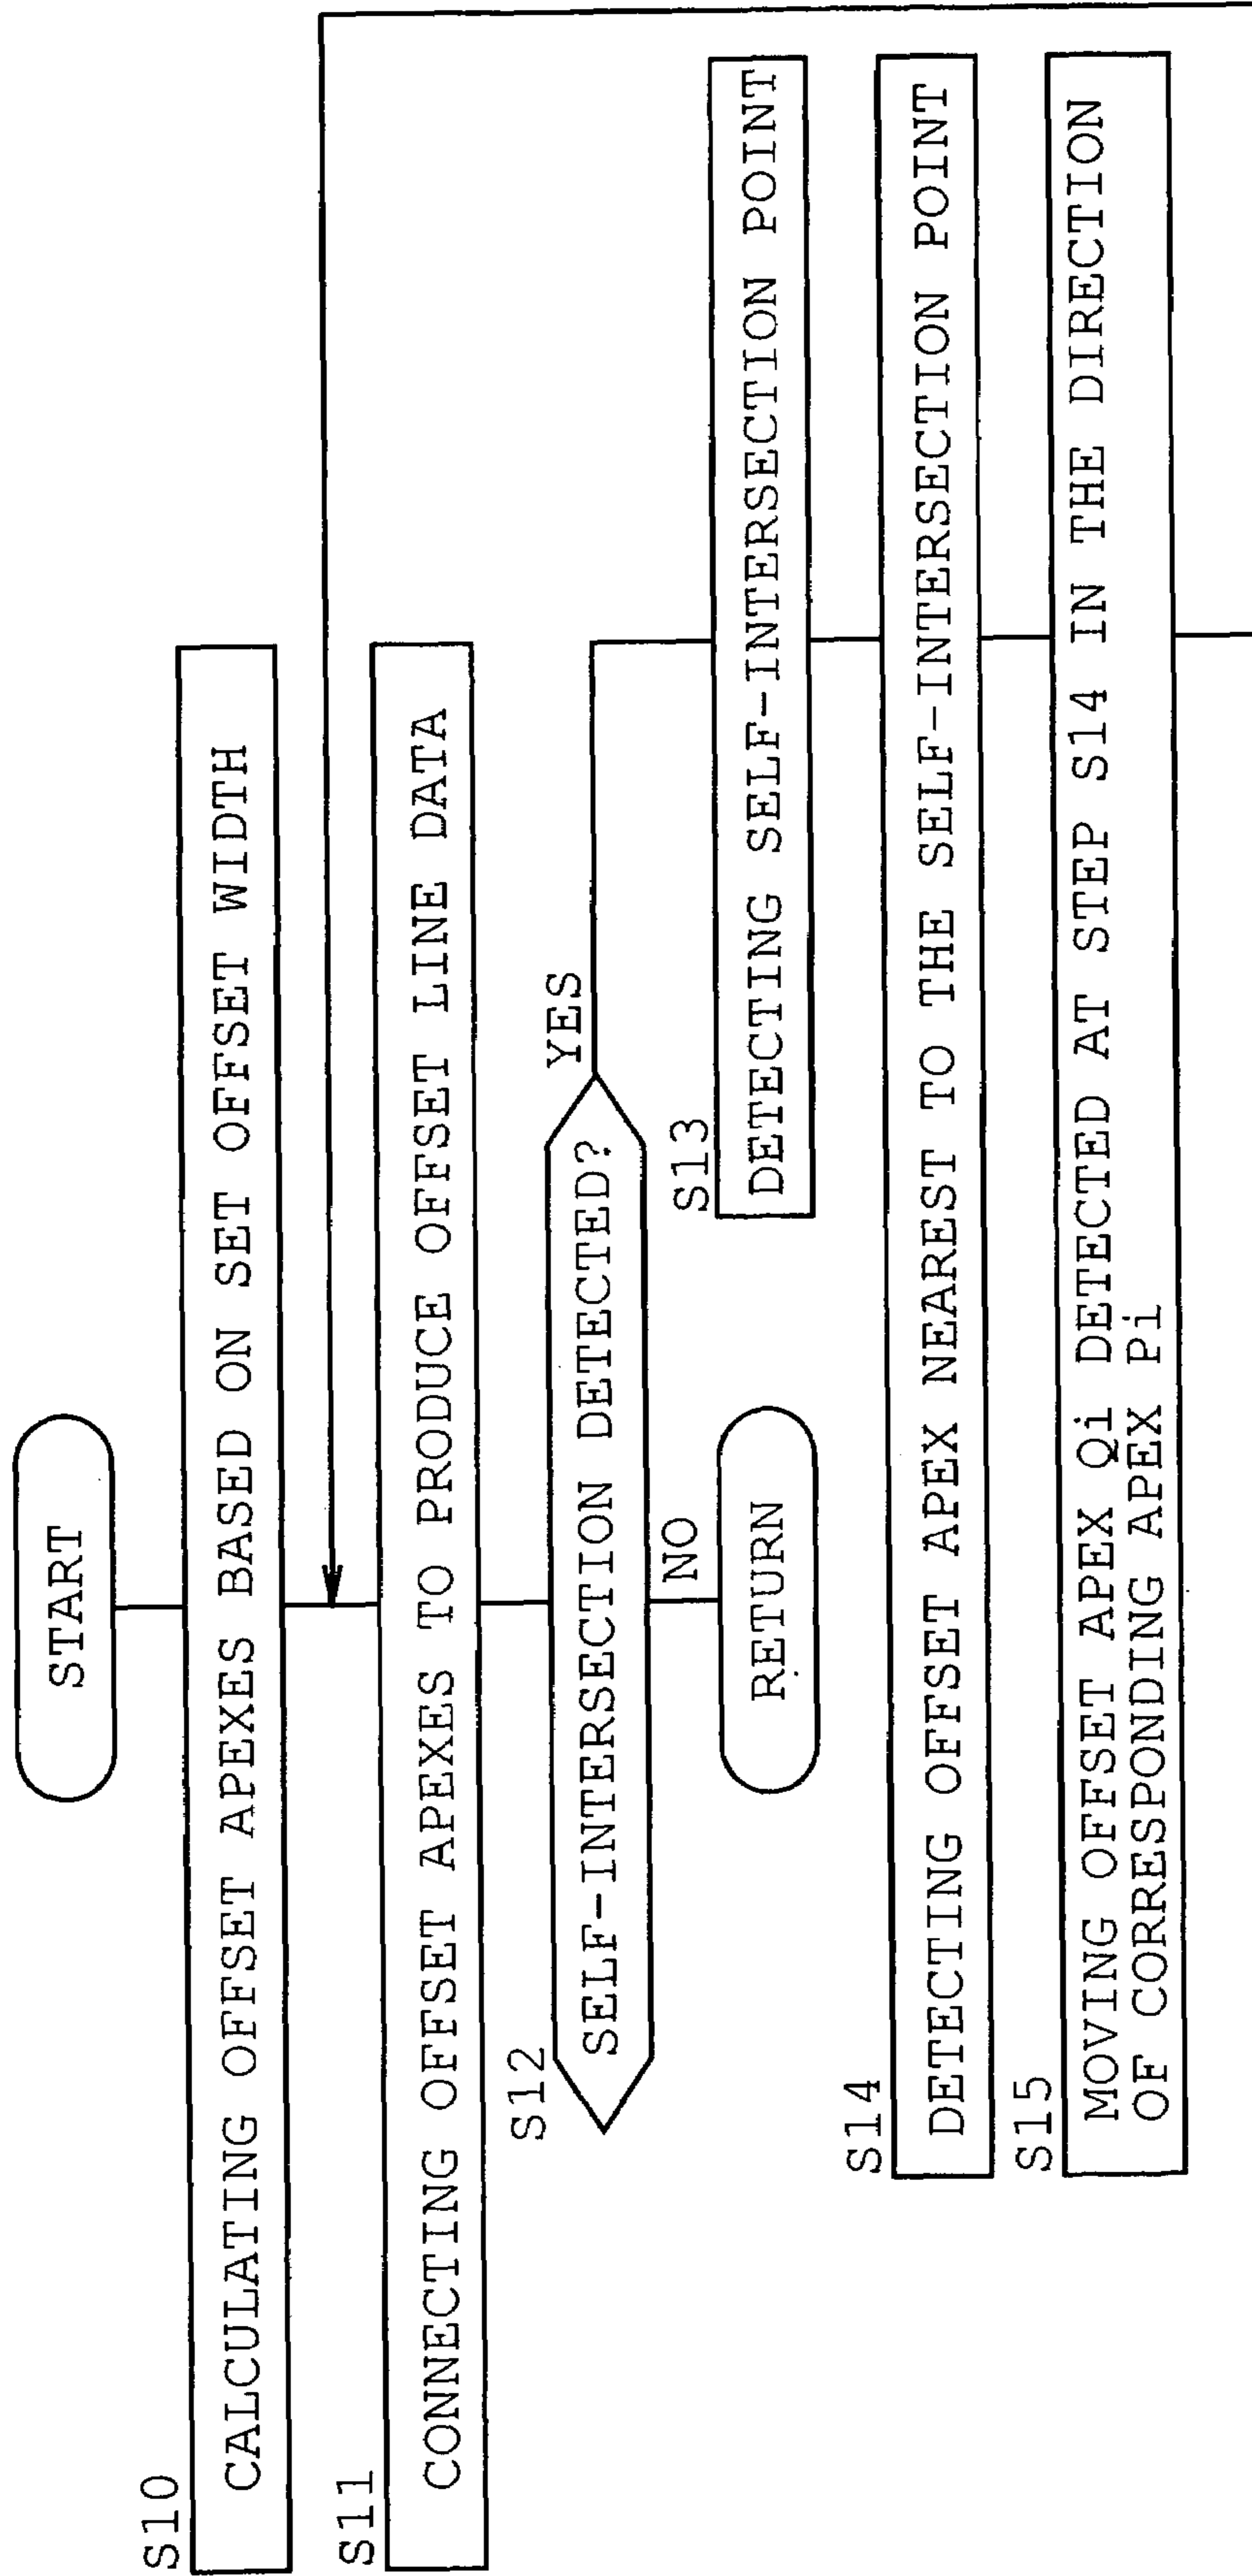 START
S10
CALCULATING OFFSET APEXES BASED ON SET OFFSET WIDTH
S11
CONNECTING OFFSET APEXES TO PRODUCE OFFSET LINE DATA
S12
SELF-INTERSECTION DETECTED?
YES
NO
RETURN
S13
DETECTING SELF-INTERSECTION POINT
S14
DETECTING OFFSET APEX NEAREST TO THE SELF-INTERSECTION POINT
S15
MOVING OFFSET APEX Qi DETECTED AT STEP S14 IN THE DIRECTION
OF CORRESPONDING APEX Pi